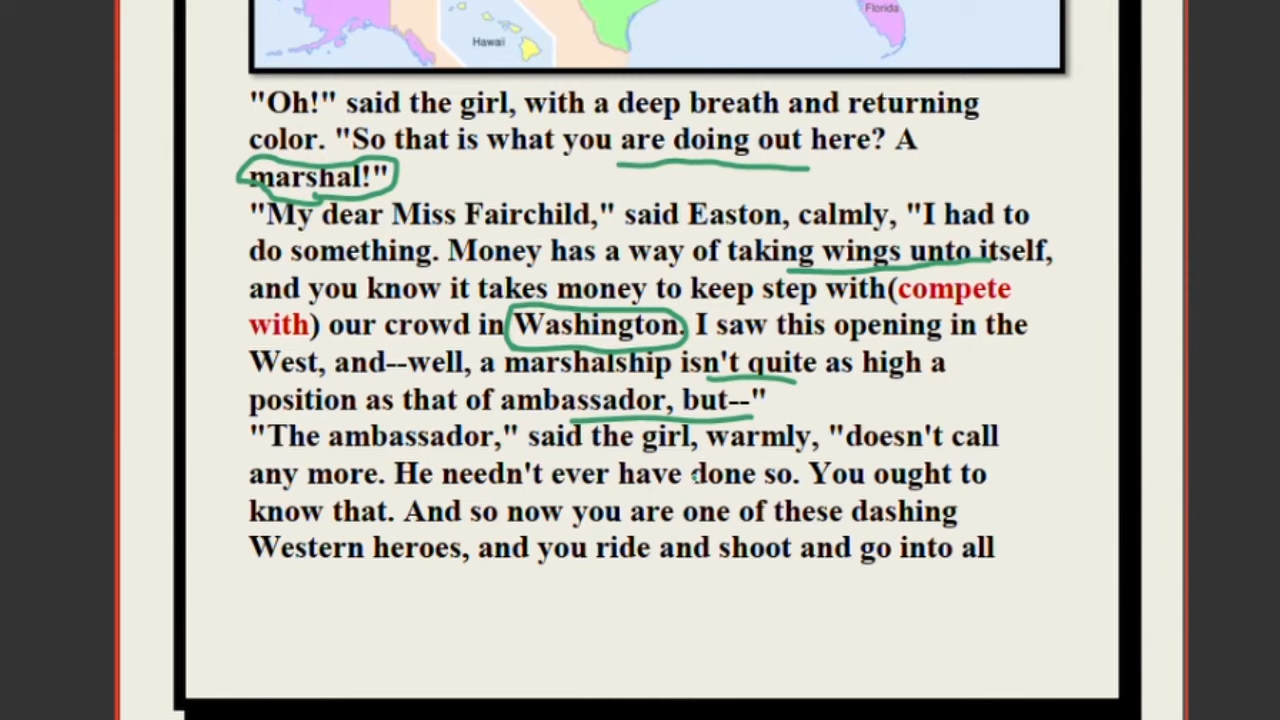 Florida
Hawaii
"Oh!" said the girl, with a deep breath and returning
color. "So that is what you are doing out here? A
marshal!"
"My dear Miss Fairchild," said Easton, calmly, "I had to
do something. Money has a way of taking wings unto itself,
and you know it takes money to keep step with(compete
with) our crowd in Washington. I saw this opening in the
West, and--well, a marshalship isn't quite as high a
position as that of ambassador, but--"
"The ambassador," said the girl, warmly, "doesn't call
any more. He needn't ever have done so. You ought to
know that. And so now you are one of these dashing
Western heroes, and you ride and shoot and go into all